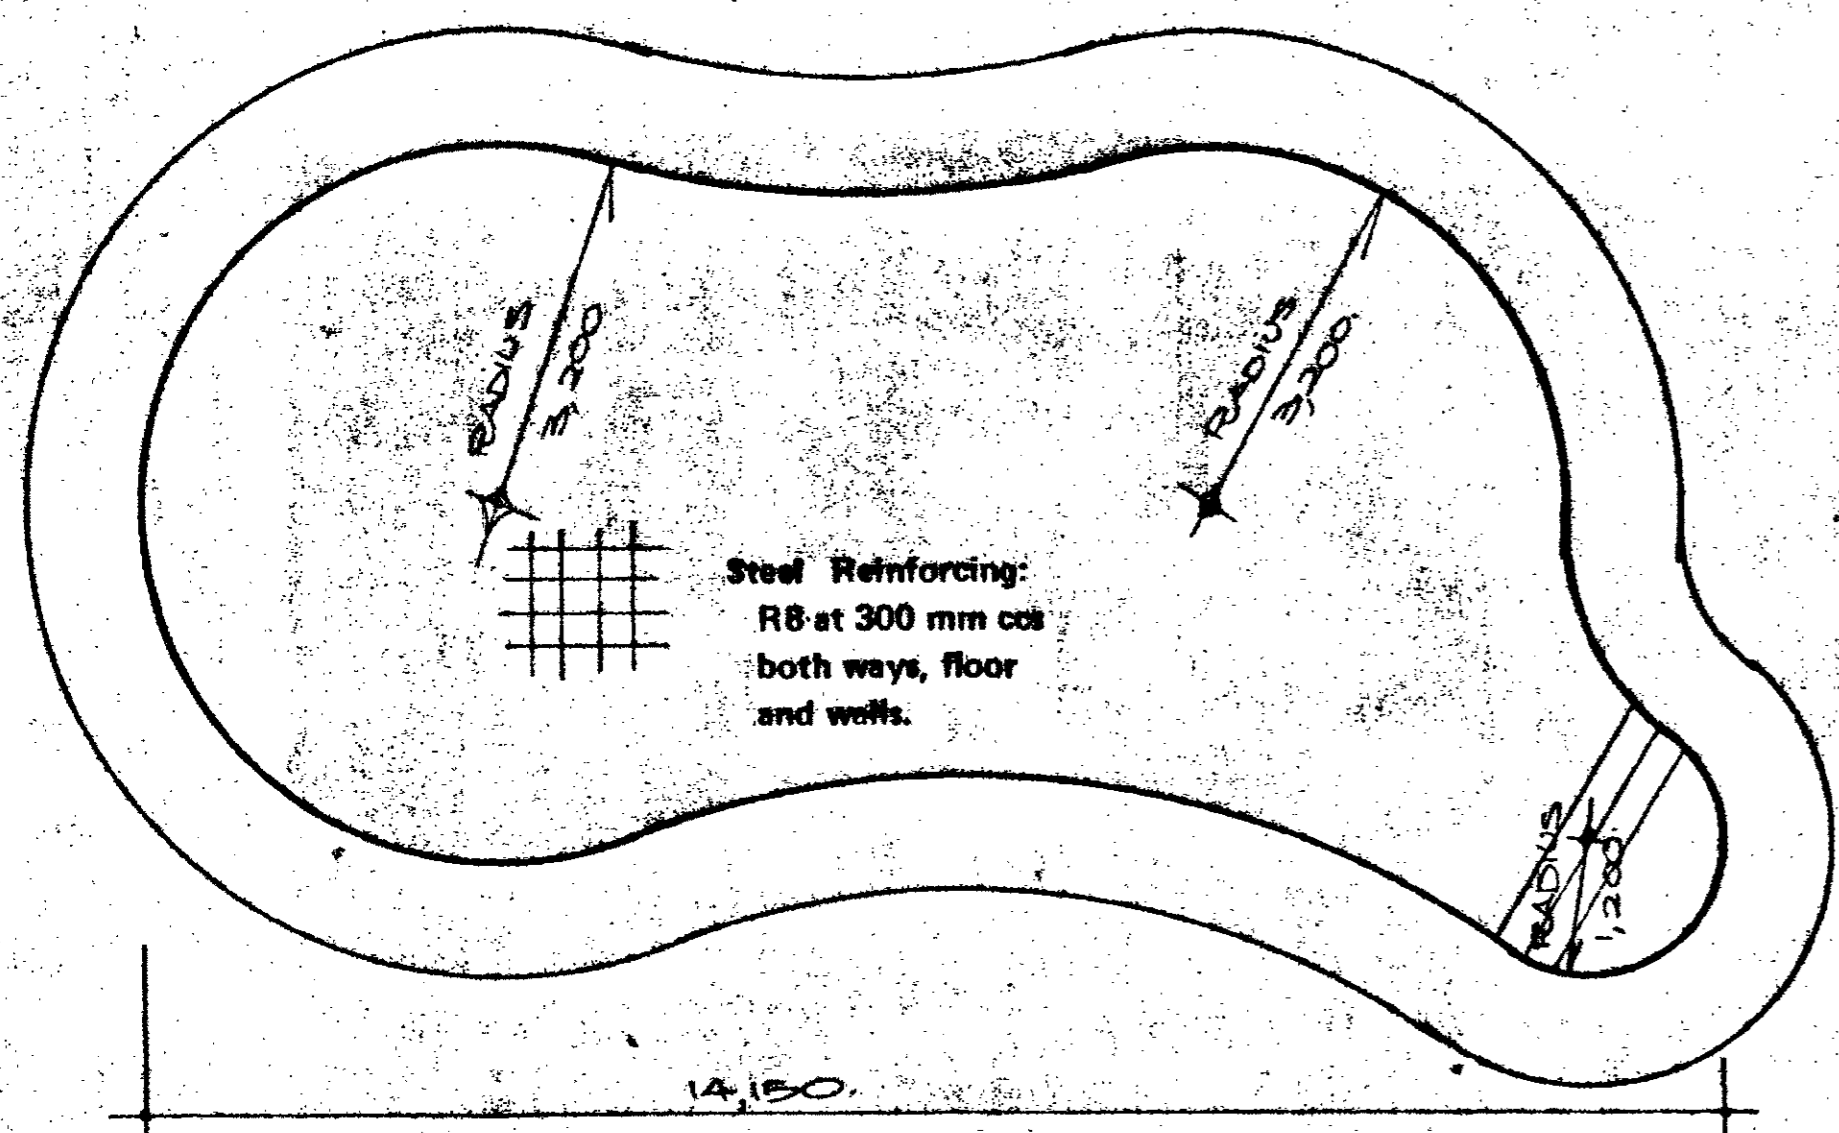 RADIUS
3,200
RADIUS
3,200.
Steel Reinforcing:
R8 at 300 mm ccs
both ways, floor
and walls.
RADIUS
1,200.
14,150.